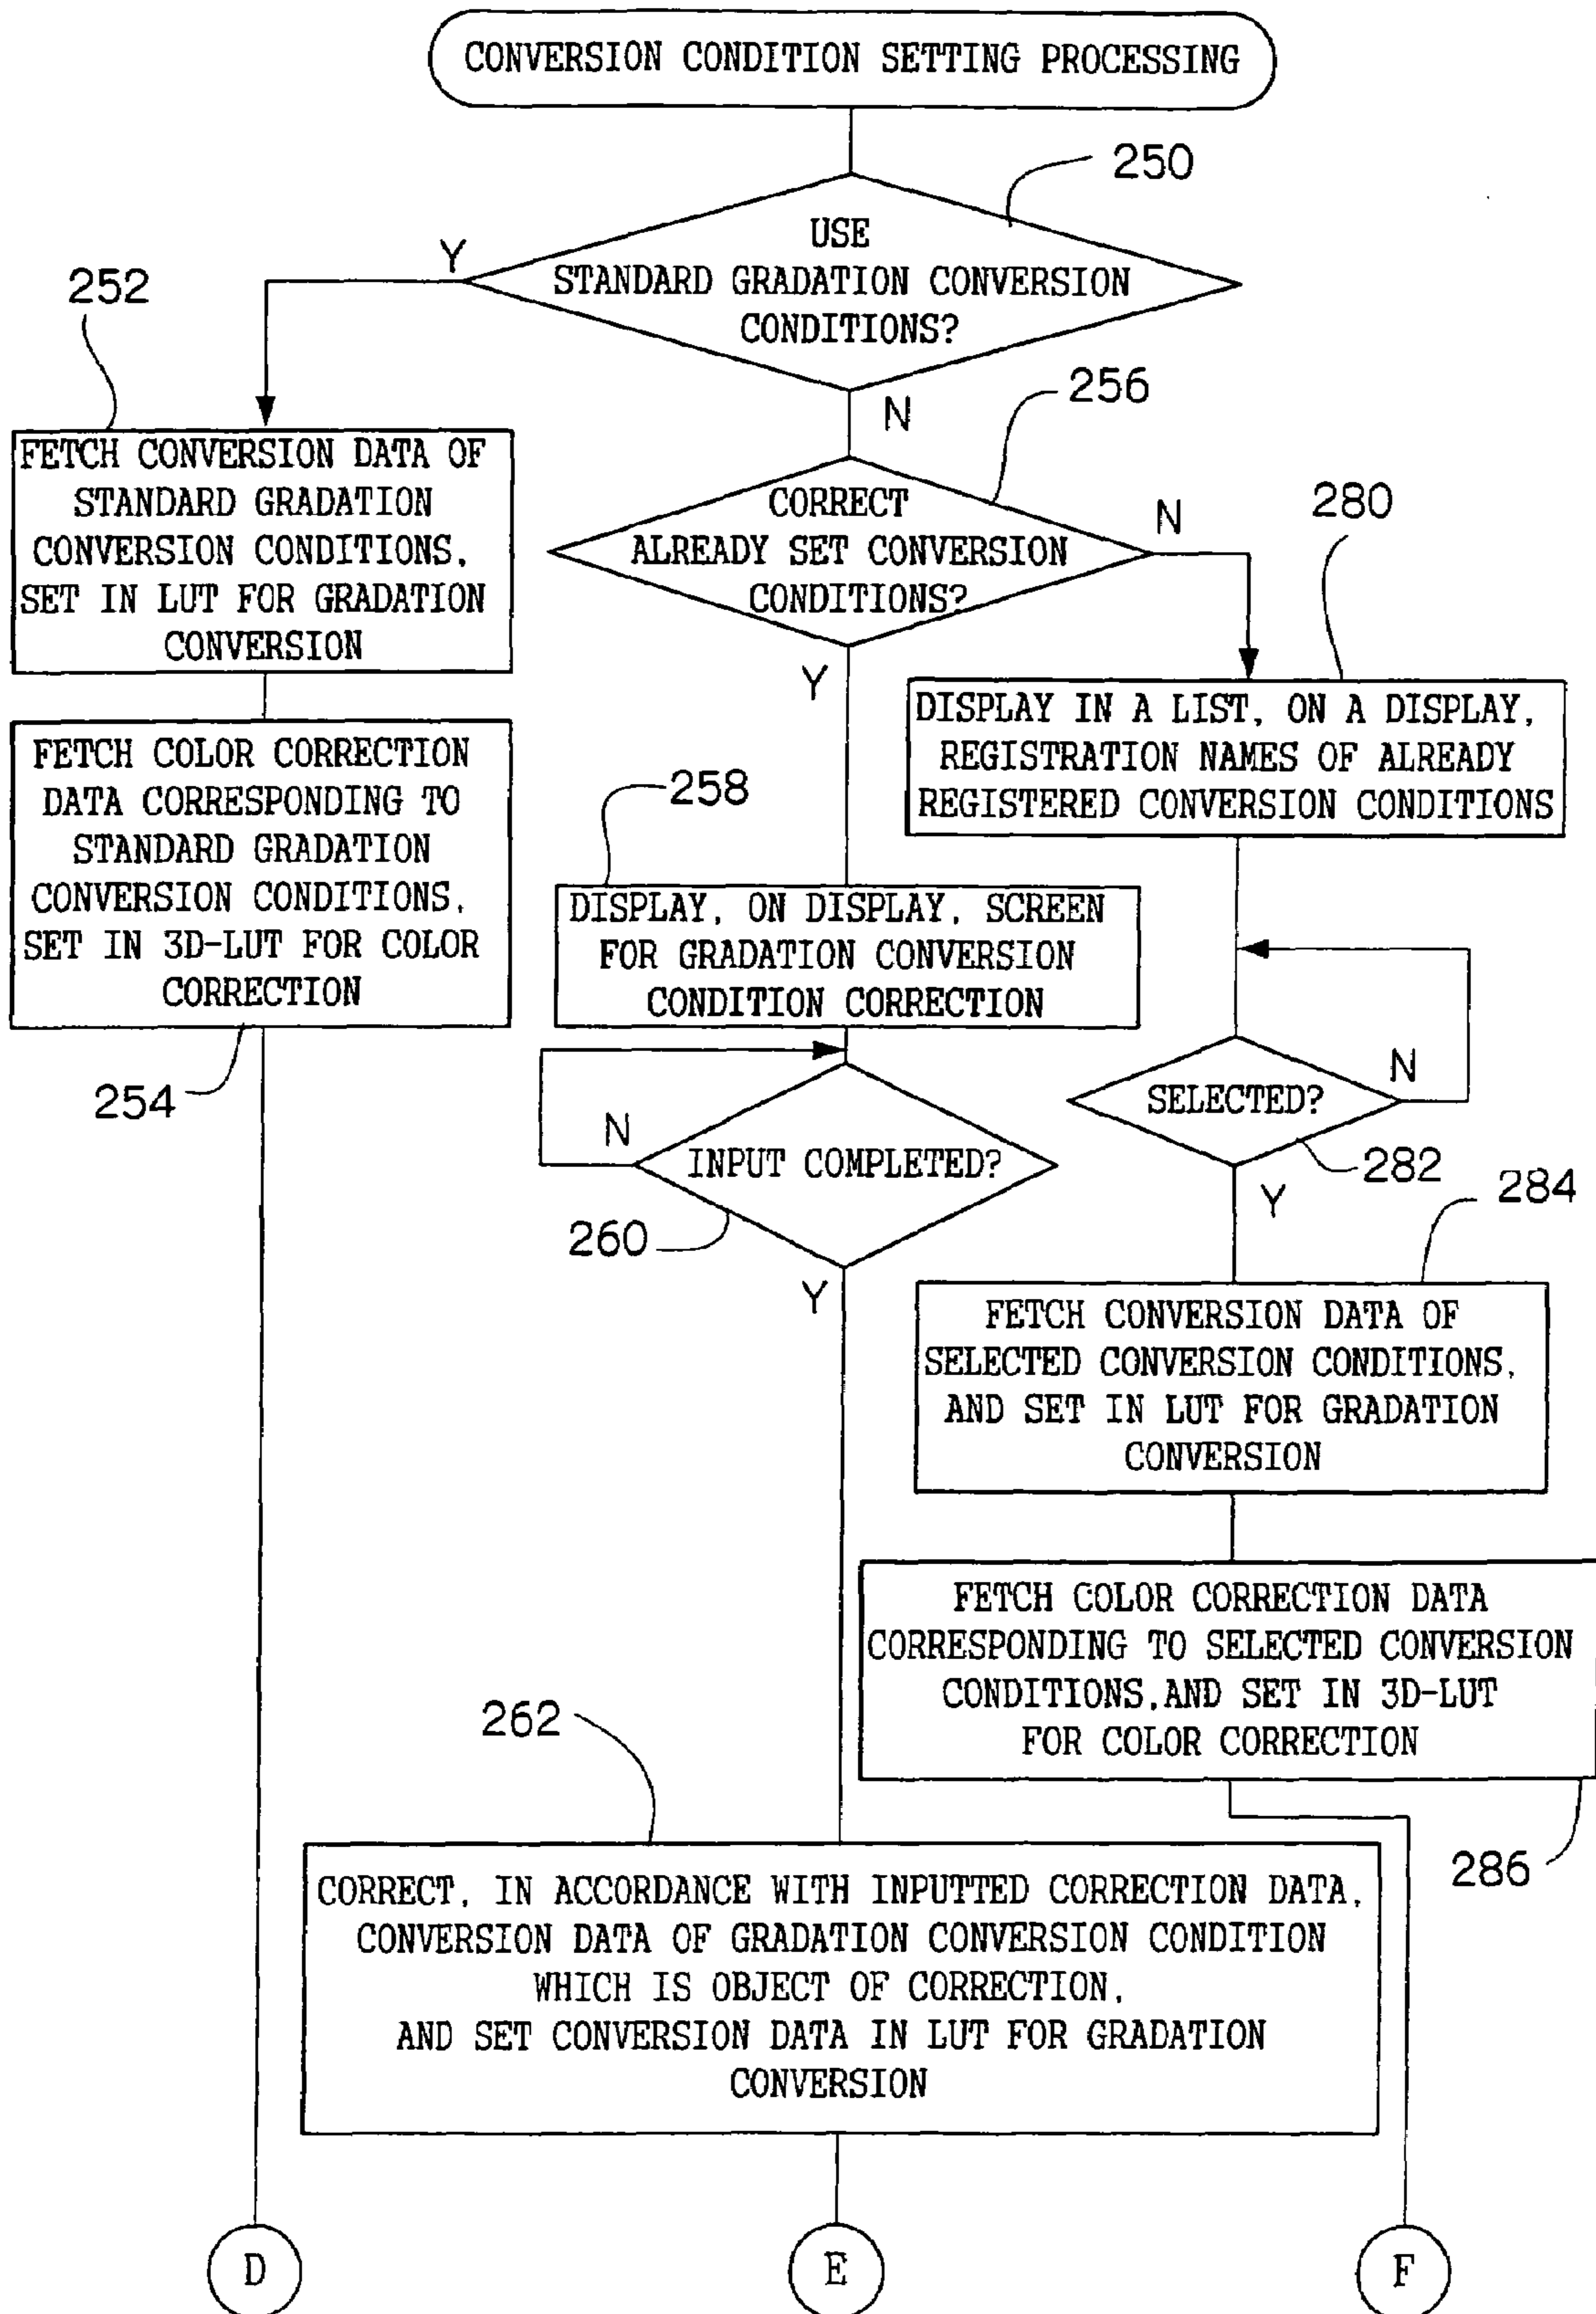 CONVERSION CONDITION SETTING PROCESSING
250
USE
STANDARD GRADATION CONVERSION
CONDITIONS?
Y
N
252
FETCH CONVERSION DATA OF
STANDARD GRADATION
CONVERSION CONDITIONS,
SET IN LUT FOR GRADATION
CONVERSION
256
CORRECT
ALREADY SET CONVERSION
CONDITIONS?
N
Y
280
DISPLAY IN A LIST, ON A DISPLAY,
REGISTRATION NAMES OF ALREADY
REGISTERED CONVERSION CONDITIONS
FETCH COLOR CORRECTION
DATA CORRESPONDING TO
STANDARD GRADATION
CONVERSION CONDITIONS,
SET IN 3D-LUT FOR COLOR
CORRECTION
254
258
DISPLAY, ON DISPLAY, SCREEN
FOR GRADATION CONVERSION
CONDITION CORRECTION
N
INPUT COMPLETED?
260
Y
SELECTED?
N
282
Y
284
FETCH CONVERSION DATA OF
SELECTED CONVERSION CONDITIONS,
AND SET IN LUT FOR GRADATION
CONVERSION
FETCH COLOR CORRECTION DATA
CORRESPONDING TO SELECTED CONVERSION
CONDITIONS,AND SET IN 3D-LUT
FOR COLOR CORRECTION
286
262
CORRECT, IN ACCORDANCE WITH INPUTTED CORRECTION DATA,
CONVERSION DATA OF GRADATION CONVERSION CONDITION
WHICH IS OBJECT OF CORRECTION,
AND SET CONVERSION DATA IN LUT FOR GRADATION
CONVERSION
D
E
F